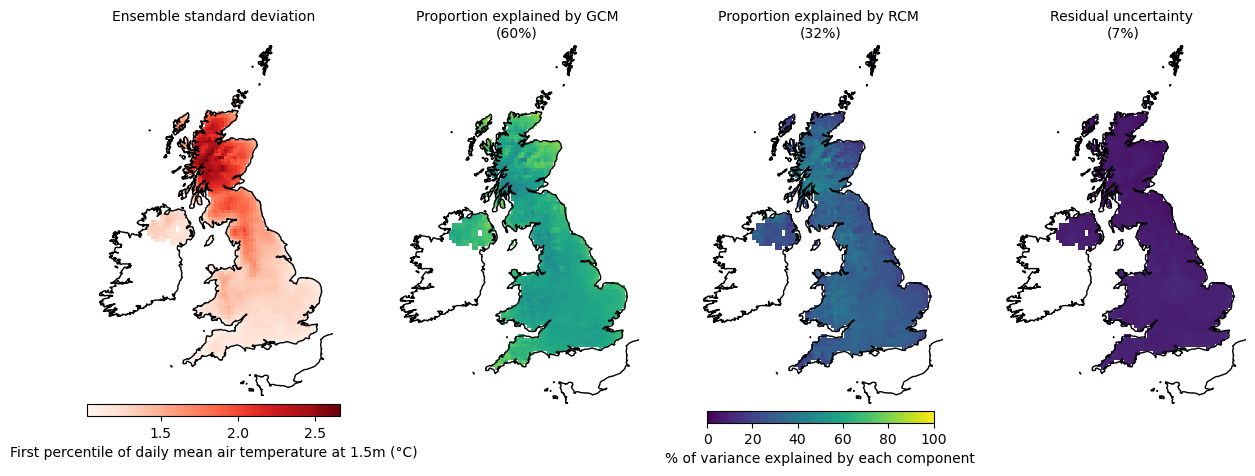 Ensemble standard deviation
Proportion explained by GCM
(60%)
Proportion explained by RCM
(32%)
Residual uncertainty
(7%)
1.5 2.0 2.5
First percentile of daily mean air temperature at 1.5m (°C)
0 20 40 60 80 100
% of variance explained by each component